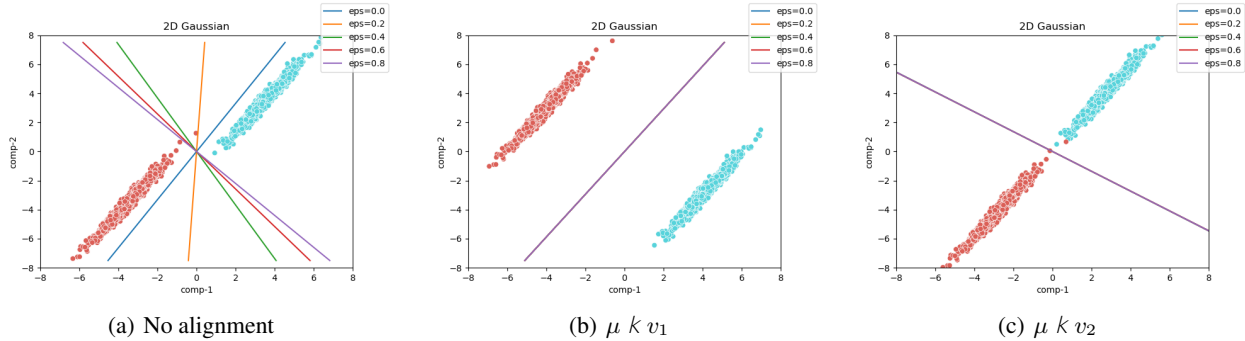 2D Gaussian
eps=0.0
eps=0.2
eps=0.4
eps=0.6
eps=0.8
8
6
4
2
0
−2
−4
−6
−8
comp-2
−8 −6 −4 −2 0 2 4 6 8
comp-1
(a) No alignment
2D Gaussian
eps=0.0
eps=0.2
eps=0.4
eps=0.6
eps=0.8
8
6
4
2
0
−2
−4
−6
−8
comp-2
−8 −6 −4 −2 0 2 4 6 8
comp-1
(b) μ k v₁
2D Gaussian
eps=0.0
eps=0.2
eps=0.4
eps=0.6
eps=0.8
8
6
4
2
0
−2
−4
−6
−8
comp-2
−8 −6 −4 −2 0 2 4 6 8
comp-1
(c) μ k v₂